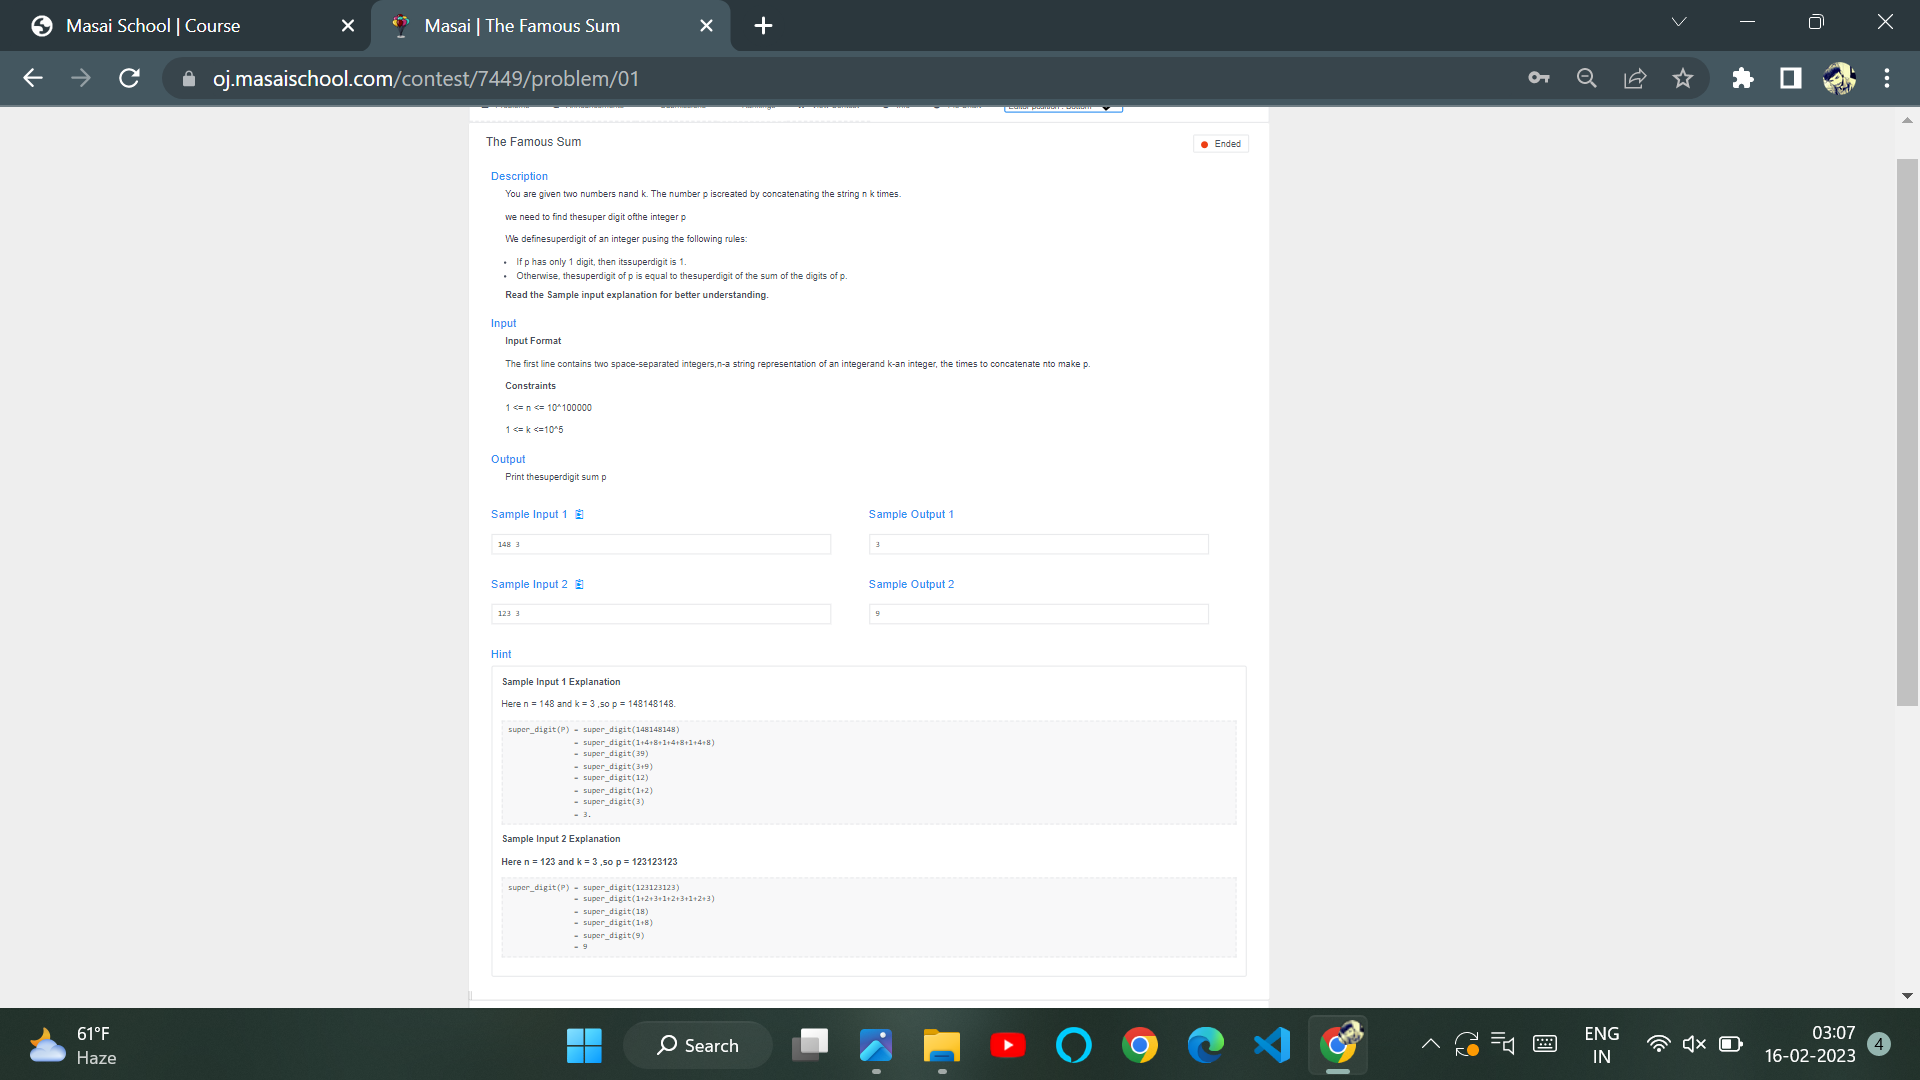 Masai School | Course
Masai | The Famous Sum
oj.masaischool.com/contest/7449/problem/01
The Famous Sum
Ended
Description
You are given two numbers nand k. The number p iscreated by concatenating the string n k times.
we need to find thesuper digit ofthe integer p
We definesuperdigit of an integer pusing the following rules:
• If p has only 1 digit, then itssuperdigit is 1.
• Otherwise, thesuperdigit of p is equal to thesuperdigit of the sum of the digits of p.
Read the Sample input explanation for better understanding.
Input
Input Format
The first line contains two space-separated integers,n-a string representation of an integerand k-an integer, the times to concatenate nto make p.
Constraints
1 <= n <= 10^100000
1 <= k <=10^5
Output
Print thesuperdigit sum p
Sample Input 1
Sample Output 1
148 3
3
Sample Input 2
Sample Output 2
123 3
9
Hint
Sample Input 1 Explanation
Here n = 148 and k = 3 ,so p = 148148148.
super_digit(P) = super_digit(148148148)
= super_digit(1+4+8+1+4+8+1+4+8)
= super_digit(39)
= super_digit(3+9)
= super_digit(12)
= super_digit(1+2)
= super_digit(3)
= 3.
Sample Input 2 Explanation
Here n = 123 and k = 3 ,so p = 123123123
super_digit(P) = super_digit(123123123)
= super_digit(1+2+3+1+2+3+1+2+3)
= super_digit(18)
= super_digit(1+8)
= super_digit(9)
= 9
61°F
Haze
Search
ENG
IN
03:07
16-02-2023
4